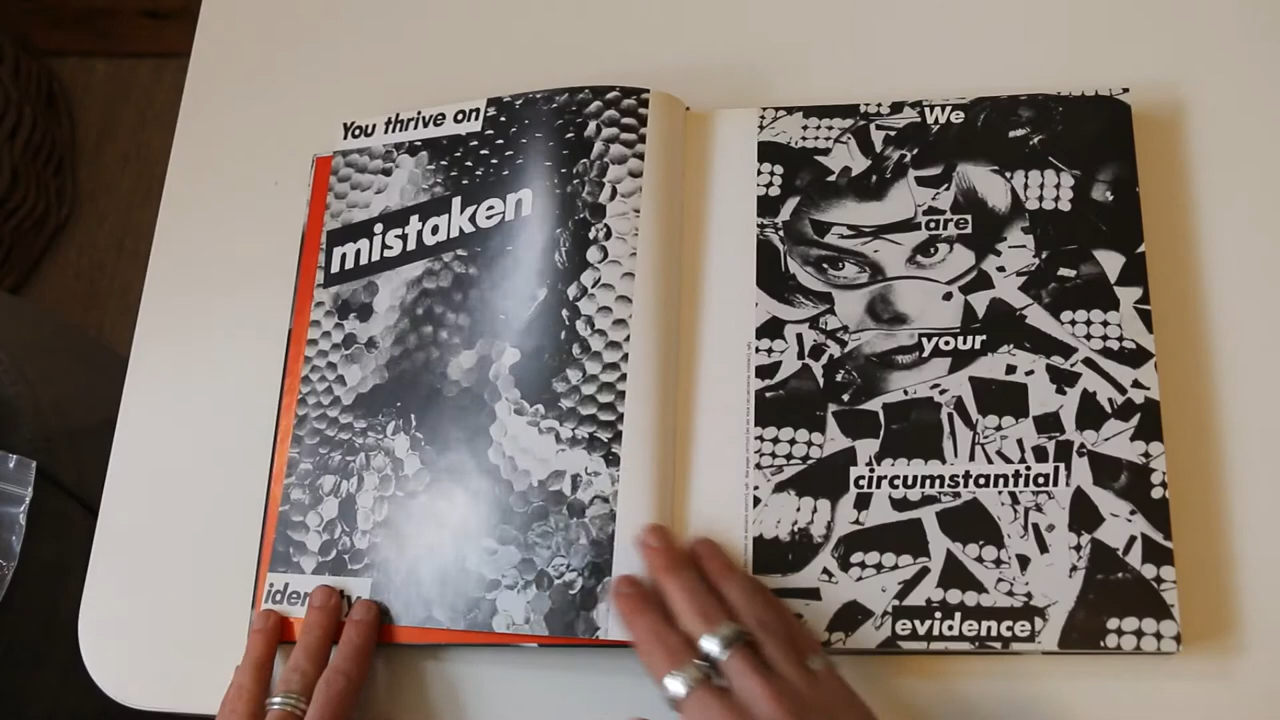 You thrive on
mistaken
identity
We
are
your
circumstantial
evidence